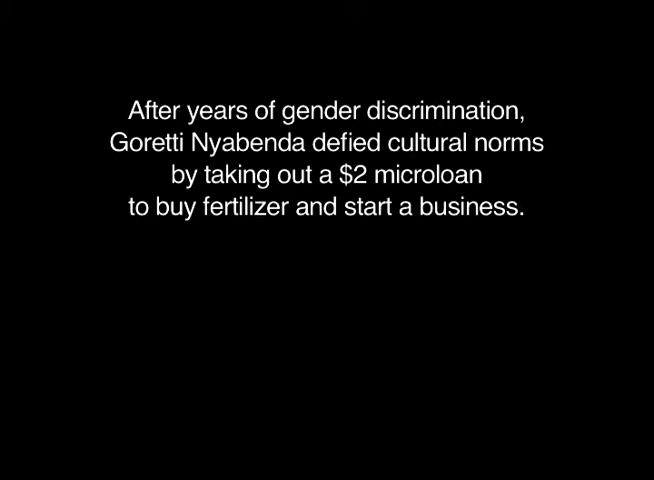 After years of gender discrimination,
Goretti Nyabenda defied cultural norms
by taking out a $2 microloan
to buy fertilizer and start a business.